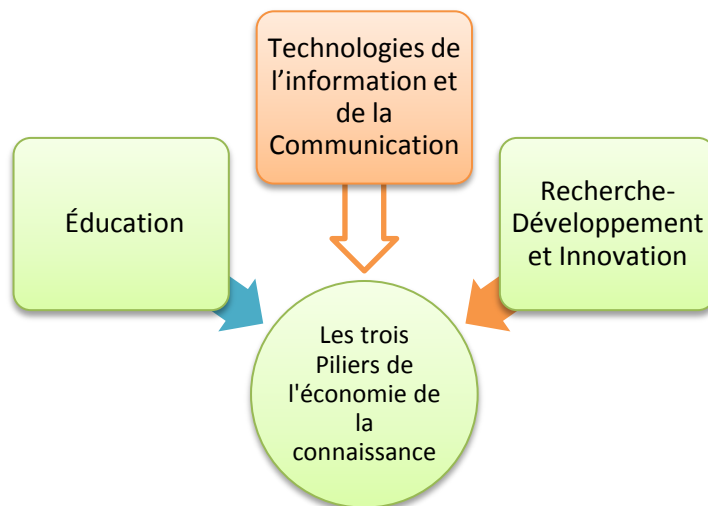 Technologies de
l’information et
de la
Communication
Éducation
Recherche-
Développement
et Innovation
Les trois
Piliers de
l'économie de
la
connaissance